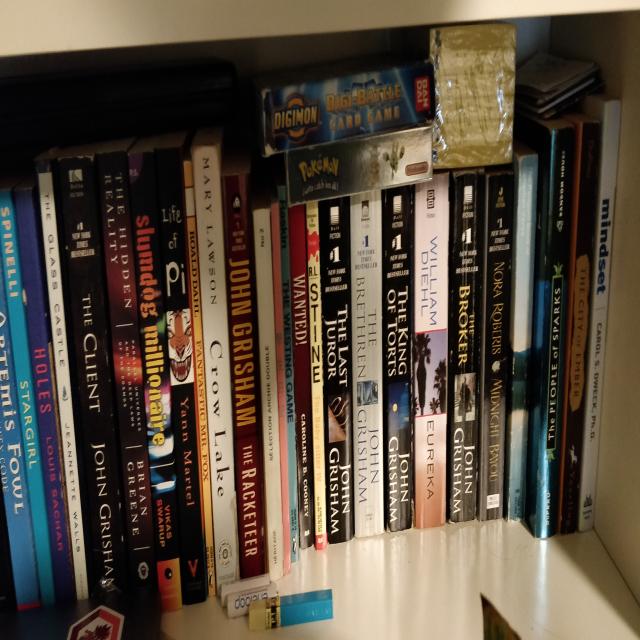 DIGIMON
DIGI-BATTLE
CARD GAME
POKéMON
SPINELLI
STARGIRL
ARTEMIS FOWL
HOLES
LOUIS SACHAR
THE GLASS CASTLE
JEANNETTE WALLS
THE CLIENT
JOHN GRISHAM
THE HIDDEN
REALITY
BRIAN
GREENE
slumdog millionaire
VIKAS
SWARUP
Life
of
Pi
Yann Martel
ROALD DAHL
FANTASTIC MR. FOX
MARY LAWSON
Crow Lake
JOHN GRISHAM
THE RACKETEER
THE WESTING GAME
WANTED!
CAROLINE B. COONEY
STINE
#1 NEW YORK
TIMES
BESTSELLER
THE LAST
JUROR
JOHN
GRISHAM
THE
BRETHREN
JOHN
GRISHAM
THE KING
OF TORTS
JOHN
GRISHAM
WILLIAM
DIEHL
EUREKA
THE
BROKER
JOHN
GRISHAM
NORA ROBERTS
MIDNIGHT BAYOU
THE PEOPLE OF SPARKS
RANDOM HOUSE
THE CITY OF EMBER
mindset
CAROL S. DWECK, Ph.D.